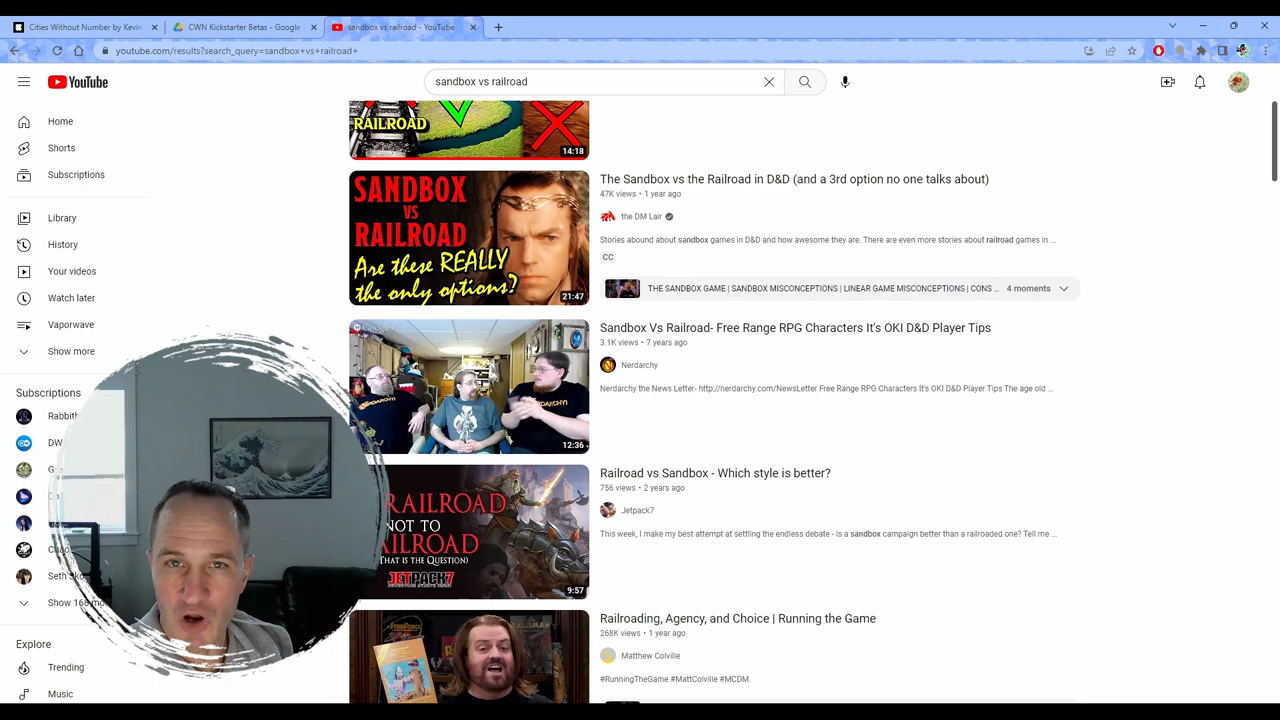 Cities Without Number by Kevin
CWN Kickstarter Betas - Google
sandbox vs railroad - YouTube
youtube.com/results?search_query=sandbox+vs+railroad+
YouTube
sandbox vs railroad
Home
Shorts
Subscriptions
Library
History
Your videos
Watch later
Vaporwave
Show more
Subscriptions
DW
Seth
Explore
Trending
Music
RAILROAD
14:18
SANDBOX
VS
RAILROAD
Are these REALLY
the only options?
21:47
The Sandbox vs the Railroad in D&D (and a 3rd option no one talks about)
47K views • 1 year ago
the DM Lair
Stories abound about sandbox games in D&D and how awesome they are. There are even more stories about railroad games in ...
CC
THE SANDBOX GAME | SANDBOX MISCONCEPTIONS | LINEAR GAME MISCONCEPTIONS | CONS ...
4 moments
Google+
12:36
Sandbox Vs Railroad- Free Range RPG Characters It's OKI D&D Player Tips
3.1K views • 7 years ago
Nerdarchy
Nerdarchy the News Letter- http://nerdarchy.com/NewsLetter Free Range RPG Characters It's OKI D&D Player Tips The age old ...
RAILROAD
NOT TO
RAILROAD
(THAT IS THE QUESTION)
JETPACK7
9:57
Railroad vs Sandbox - Which style is better?
756 views • 2 years ago
Jetpack7
This week, I make my best attempt at settling the endless debate - is a sandbox campaign better than a railroaded one? Tell me ...
TALISMAN
Railroading, Agency, and Choice | Running the Game
268K views • 1 year ago
Matthew Colville
#RunningTheGame #MattColville #MCDM.